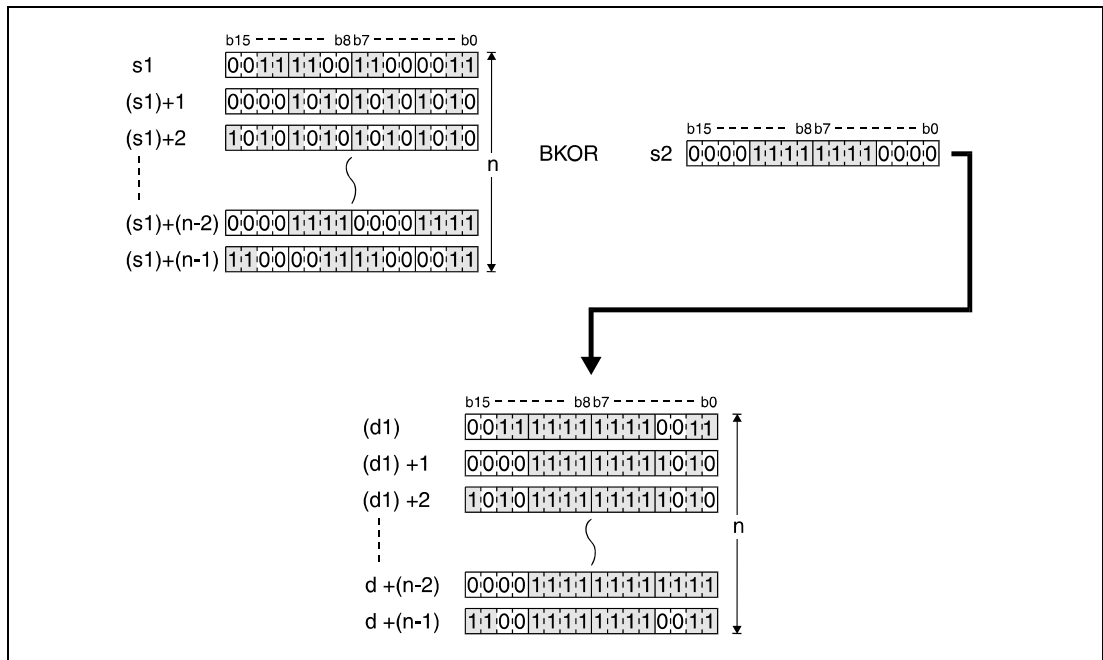 b15 b8 b7 b0
s1 0011110011000011
(s1)+1 0000101010101010
(s1)+2 1010101010101010
n
(s1)+(n-2) 0000111100001111
(s1)+(n-1) 1100001111000011
BKOR
b15 b8 b7 b0
s2 0000111111110000
b15 b8 b7 b0
(d1) 0011111111110011
(d1) +1 0000111111111010
(d1) +2 1010111111111010
n
d +(n-2) 0000111111111111
d +(n-1) 1100111111110011